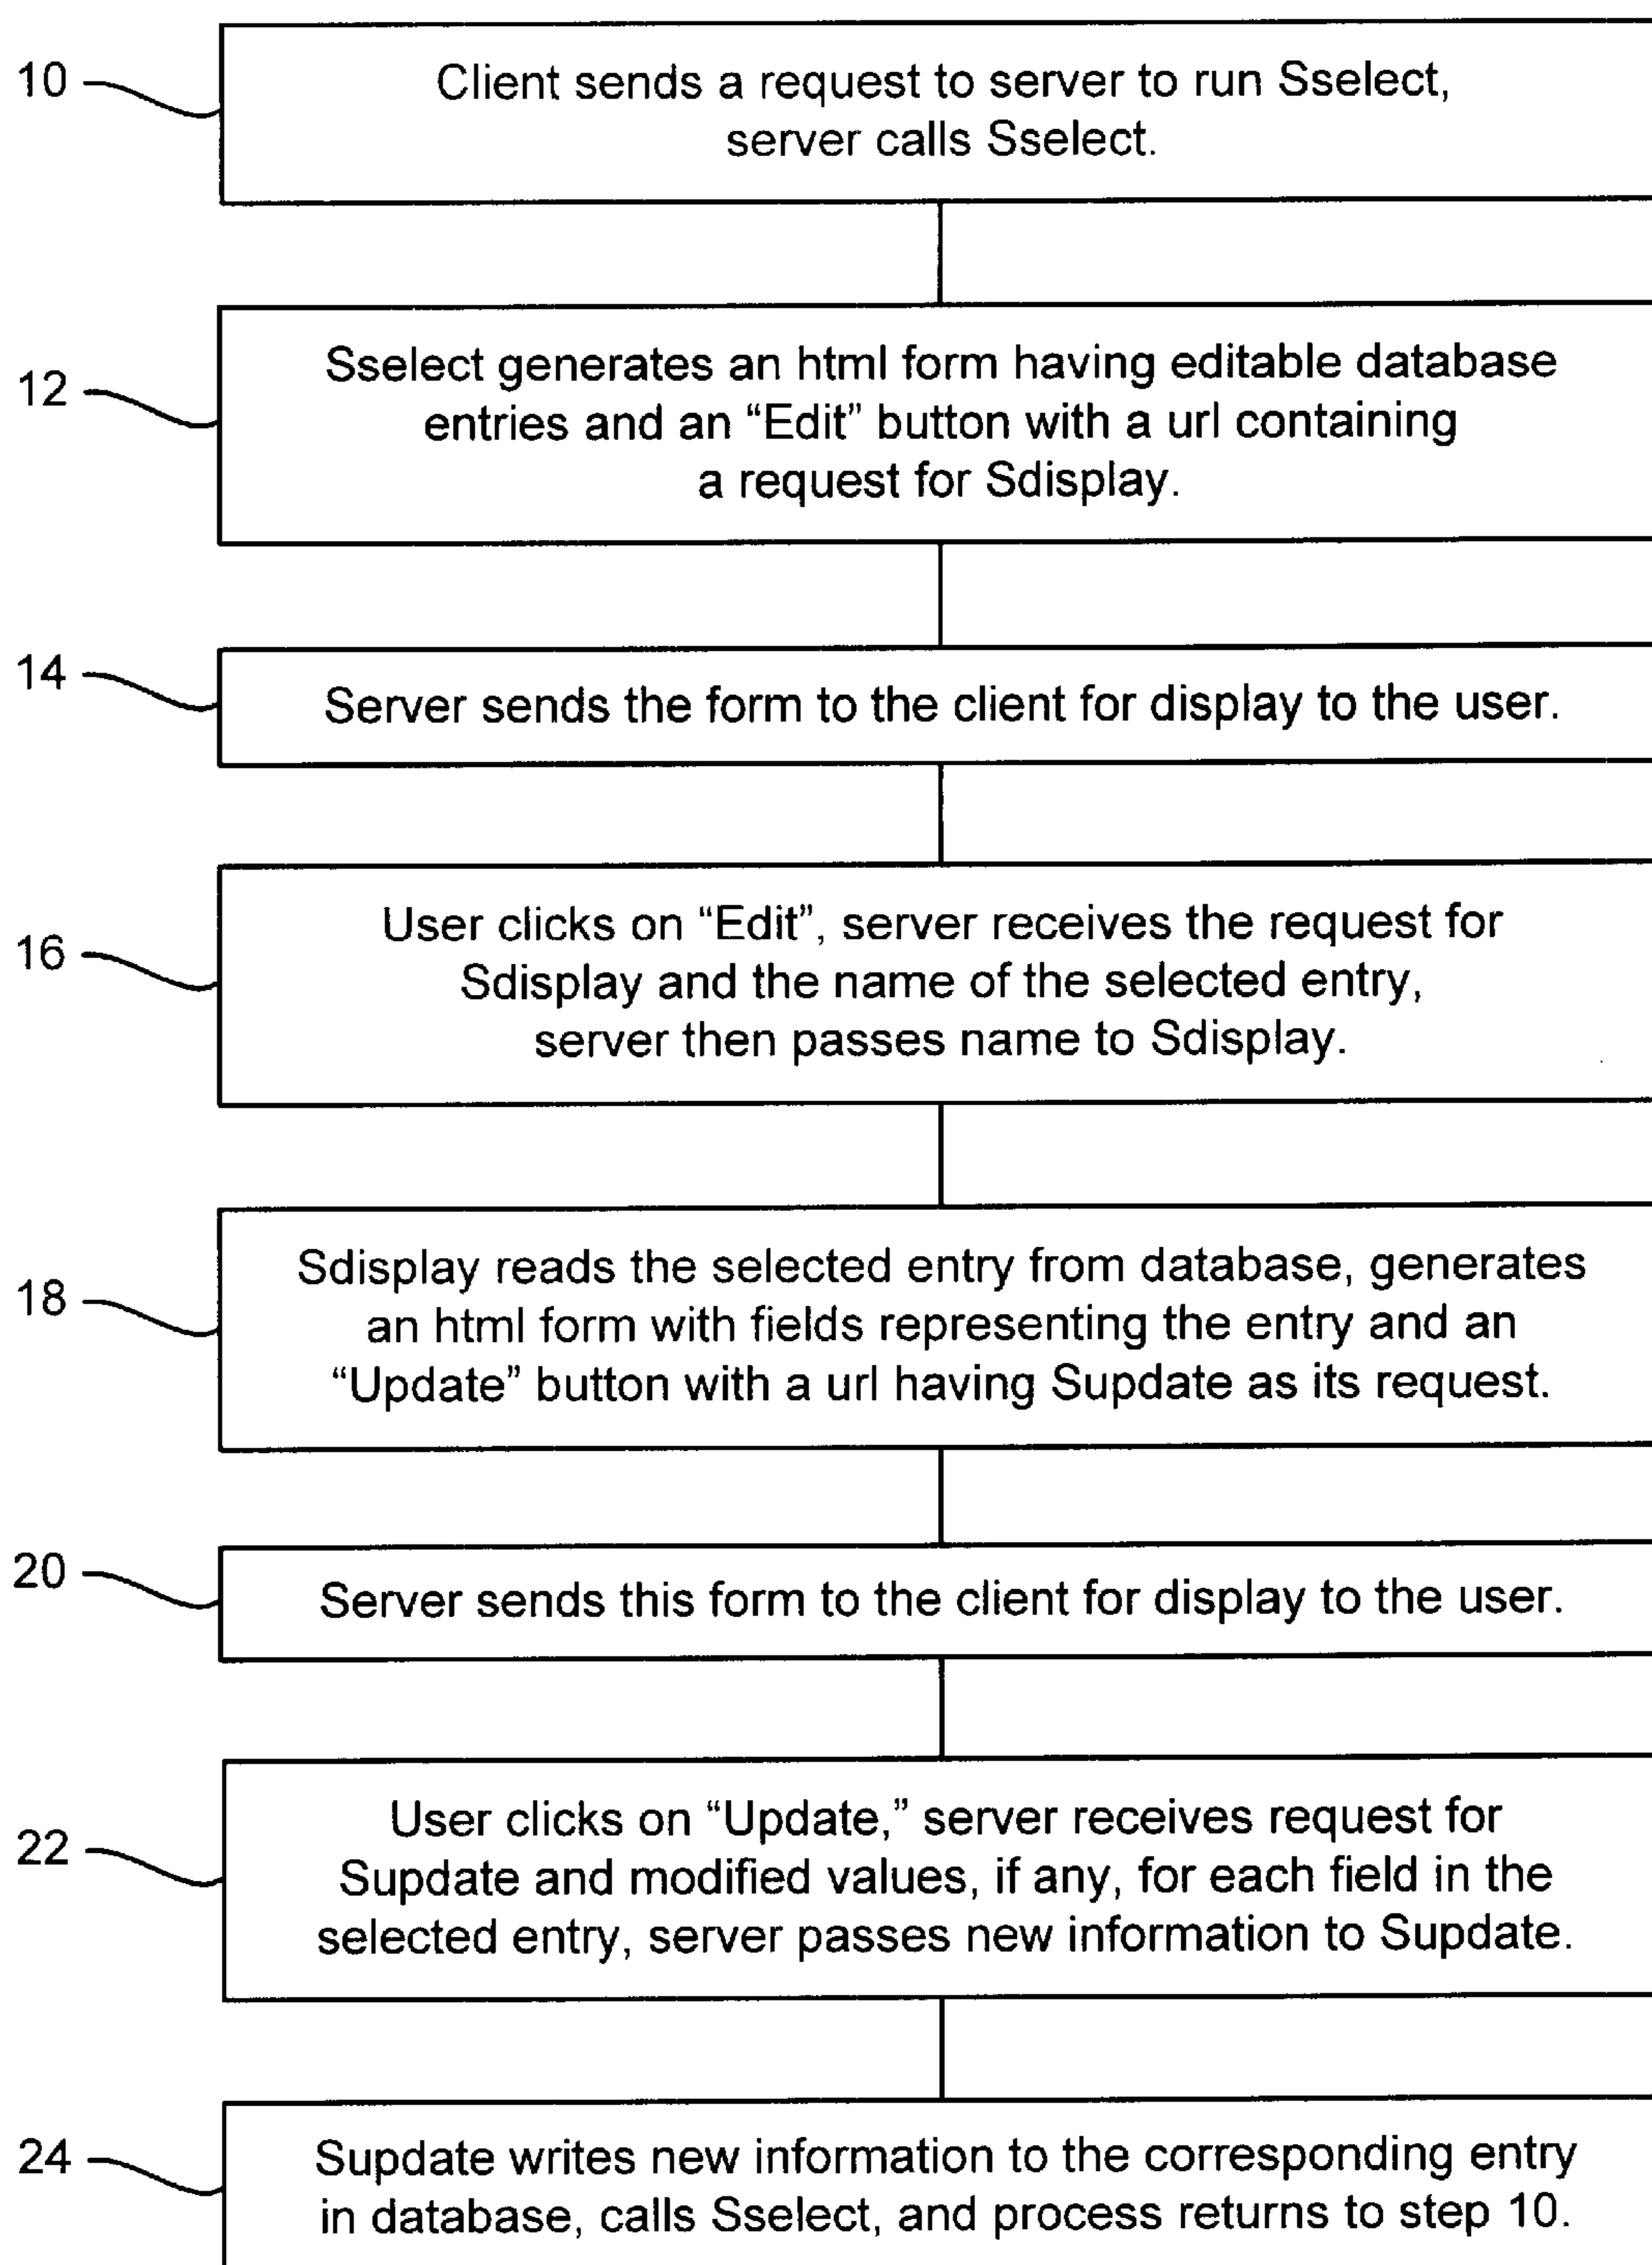 10
Client sends a request to server to run Sselect,
server calls Sselect.
12
Sselect generates an html form having editable database
entries and an “Edit” button with a url containing
a request for Sdisplay.
14
Server sends the form to the client for display to the user.
16
User clicks on “Edit”, server receives the request for
Sdisplay and the name of the selected entry,
server then passes name to Sdisplay.
18
Sdisplay reads the selected entry from database, generates
an html form with fields representing the entry and an
“Update” button with a url having Supdate as its request.
20
Server sends this form to the client for display to the user.
22
User clicks on “Update,” server receives request for
Supdate and modified values, if any, for each field in the
selected entry, server passes new information to Supdate.
24
Supdate writes new information to the corresponding entry
in database, calls Sselect, and process returns to step 10.